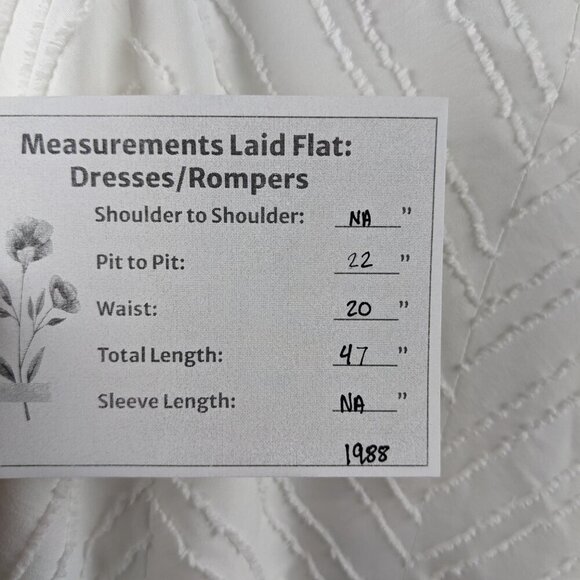 Measurements Laid Flat:
Dresses/Rompers
Shoulder to Shoulder: NA "
Pit to Pit: 22 "
Waist: 20 "
Total Length: 47 "
Sleeve Length: NA "
1988